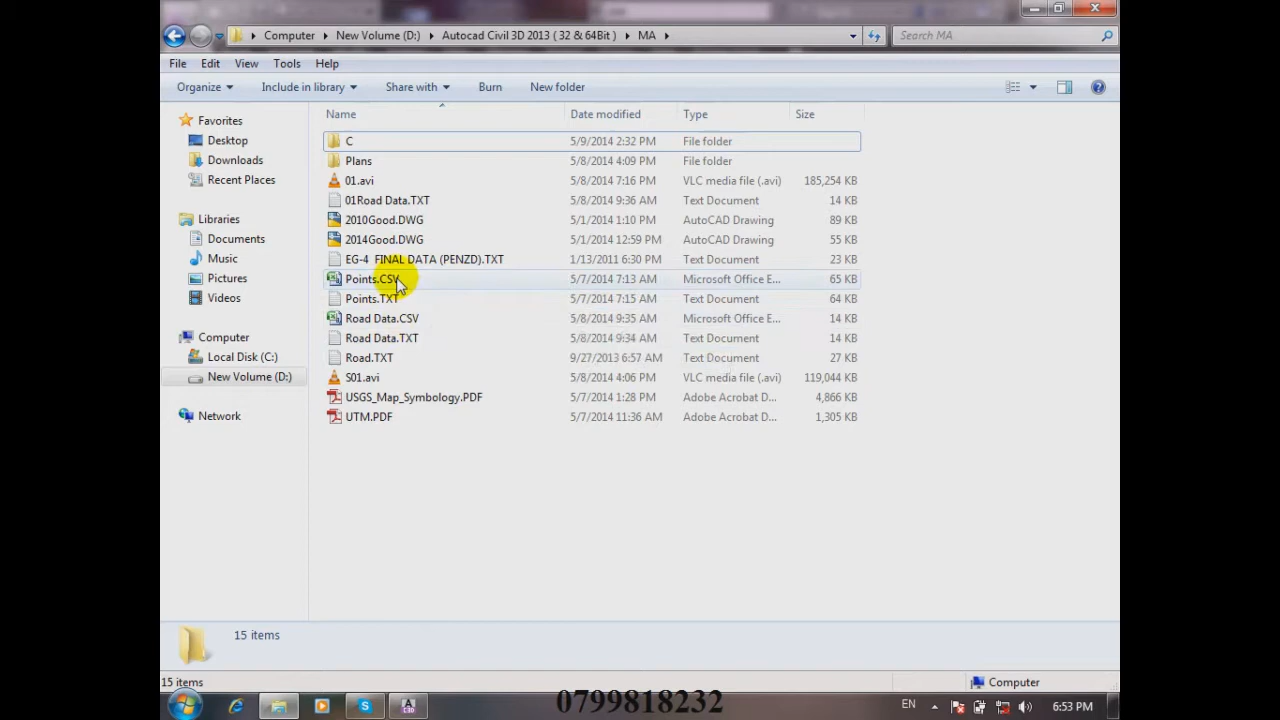 Computer New Volume (D:) Autocad Civil 3D 2013 ( 32 & 64Bit ) MA Search MA
File Edit View Tools Help
Organize Include in library Share with Burn New folder
Name Date modified Type Size
Favorites
Desktop
Downloads
Recent Places
Libraries
Documents
Music
Pictures
Videos
Computer
Local Disk (C:)
New Volume (D:)
Network
C 5/9/2014 2:32 PM File folder
Plans 5/8/2014 4:09 PM File folder
01.avi 5/8/2014 7:16 PM VLC media file (.avi) 185,254 KB
01Road Data.TXT 5/8/2014 9:36 AM Text Document 14 KB
2010Good.DWG 5/1/2014 1:10 PM AutoCAD Drawing 89 KB
2014Good.DWG 5/1/2014 12:59 PM AutoCAD Drawing 55 KB
EG-4 FINAL DATA (PENZD).TXT 1/13/2011 6:30 PM Text Document 23 KB
Points.CSV 5/7/2014 7:13 AM Microsoft Office E... 65 KB
Points.TXT 5/7/2014 7:15 AM Text Document 64 KB
Road Data.CSV 5/8/2014 9:35 AM Microsoft Office E... 14 KB
Road Data.TXT 5/8/2014 9:34 AM Text Document 14 KB
Road.TXT 9/27/2013 6:57 AM Text Document 27 KB
S01.avi 5/8/2014 4:06 PM VLC media file (.avi) 119,044 KB
USGS_Map_Symbology.PDF 5/7/2014 1:28 PM Adobe Acrobat D... 4,866 KB
UTM.PDF 5/7/2014 11:36 AM Adobe Acrobat D... 1,305 KB
15 items
15 items Computer
0799818232
EN 6:53 PM